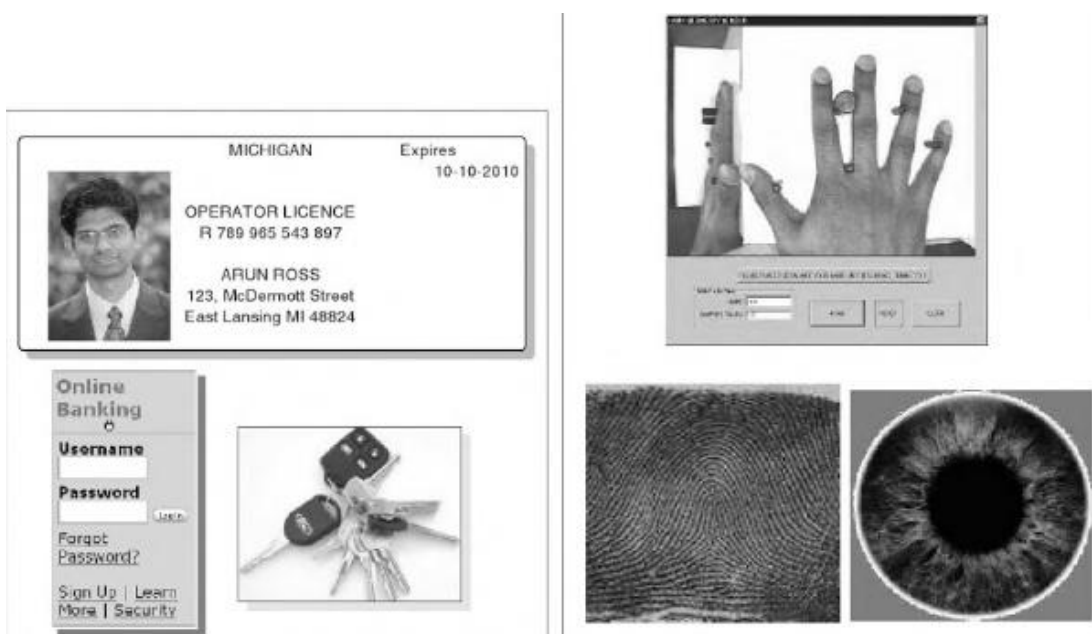 MICHIGAN
Expires
10-10-2010
OPERATOR LICENCE
R 789 965 543 897
ARUN ROSS
123, McDermott Street
East Lansing MI 48824
Online
Banking
Username
Password
Login
Forgot
Password?
Sign Up | Learn
More | Security